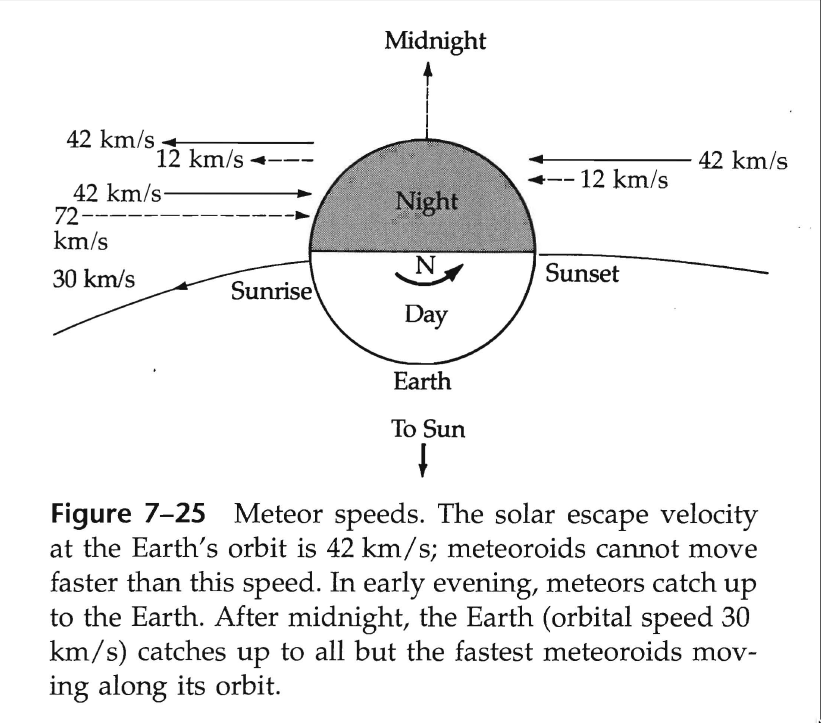 Midnight
42 km/s
12 km/s
42 km/s
12 km/s
42 km/s
72
km/s
30 km/s
Night
N
Sunrise
Sunset
Day
Earth
To Sun
Figure 7–25 Meteor speeds. The solar escape velocity
at the Earth's orbit is 42 km/s; meteoroids cannot move
faster than this speed. In early evening, meteors catch up
to the Earth. After midnight, the Earth (orbital speed 30
km/s) catches up to all but the fastest meteoroids mov-
ing along its orbit.